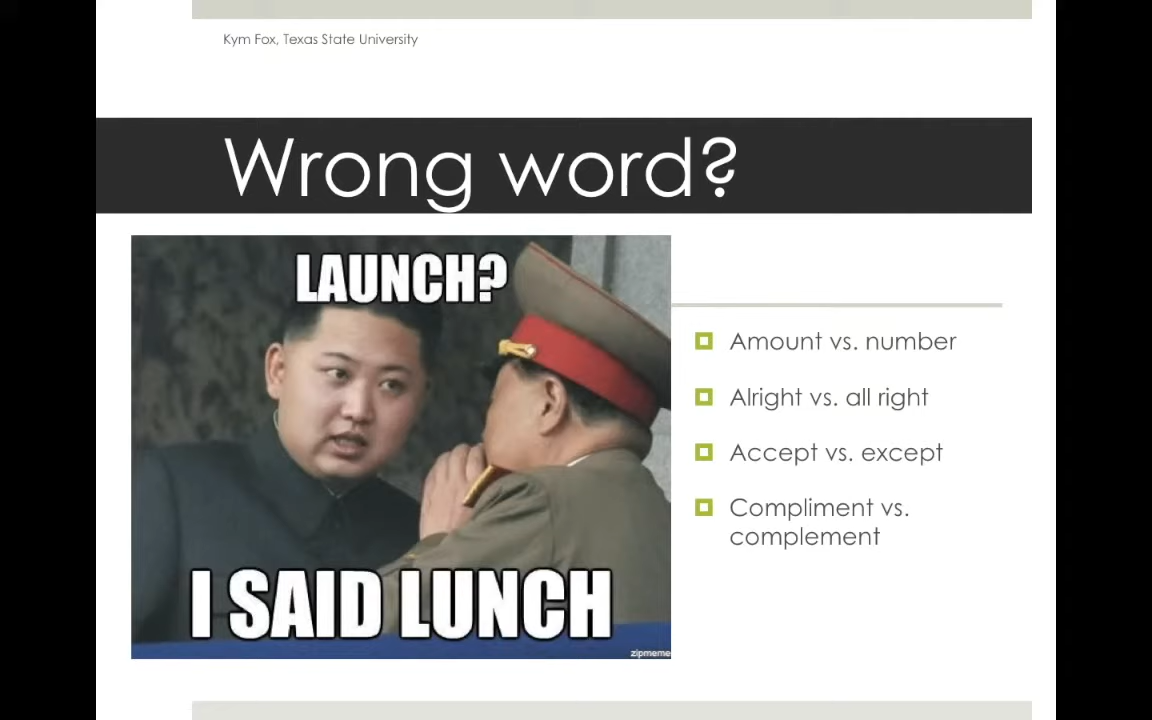 Kym Fox, Texas State University
Wrong word?
LAUNCH?
I SAID LUNCH
zipmeme
Amount vs. number
Alright vs. all right
Accept vs. except
Compliment vs.
complement